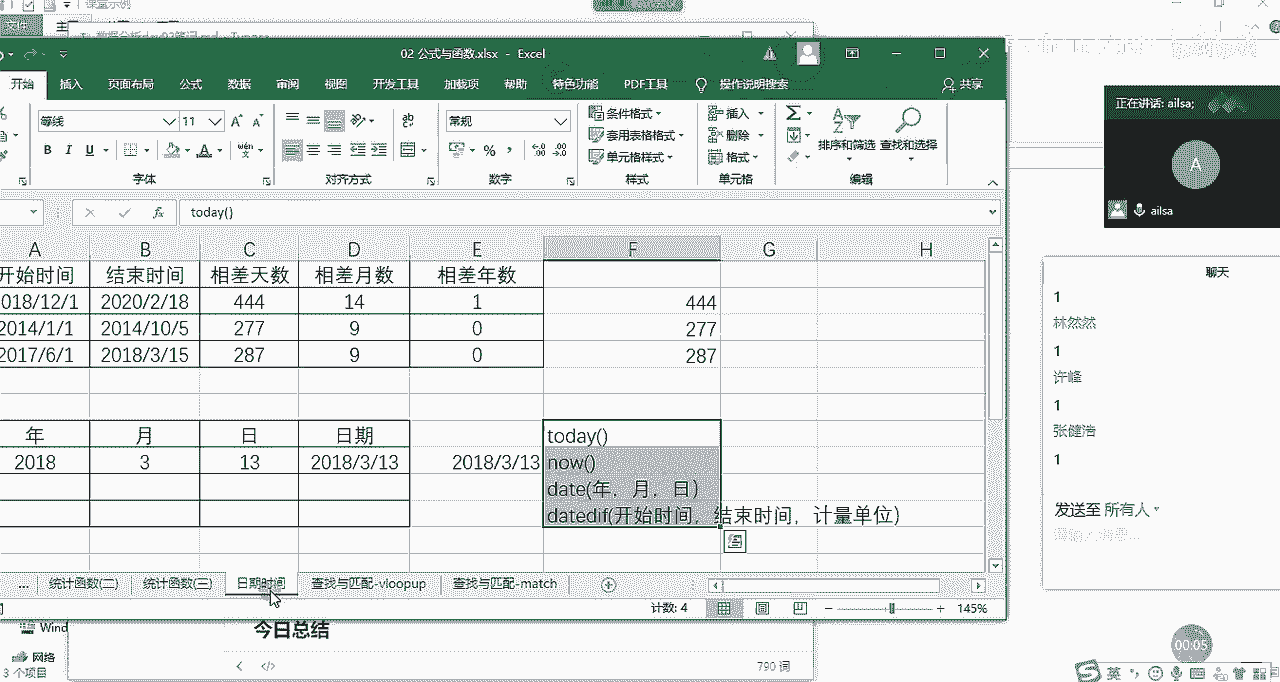 课堂示例
02 公式与函数.xlsx - Excel
开始 插入 页面布局 公式 数据 审阅 视图 开发工具 加载项 帮助 特色功能 PDF工具 操作说明搜索 共享
等线 11 A A 常规 条件格式 插入 Σ
套用表格格式 删除 排序和筛选 查找和选择
B I U A wén % 单元格样式 格式
字体 对齐方式 数字 样式 单元格 编辑
fx today()
A B C D E F G H
开始时间 结束时间 相差天数 相差月数 相差年数
018/12/1 2020/2/18 444 14 1 444
2014/1/1 2014/10/5 277 9 0 277
2017/6/1 2018/3/15 287 9 0 287
年 月 日 日期 today()
2018 3 13 2018/3/13 2018/3/13 now()
date(年，月，日)
datedif(开始时间，结束时间，计量单位)
... 统计函数(二) 统计函数(三) 日期时间 查找与匹配-vloopup 查找与匹配-match
计数: 4 145%
Wind
今日总结
网络
3 个项目
790 词
正在讲话: ailsa;
A
ailsa
聊天
1
林然然
1
许峰
1
张健浩
1
发送至 所有人
00:05
英